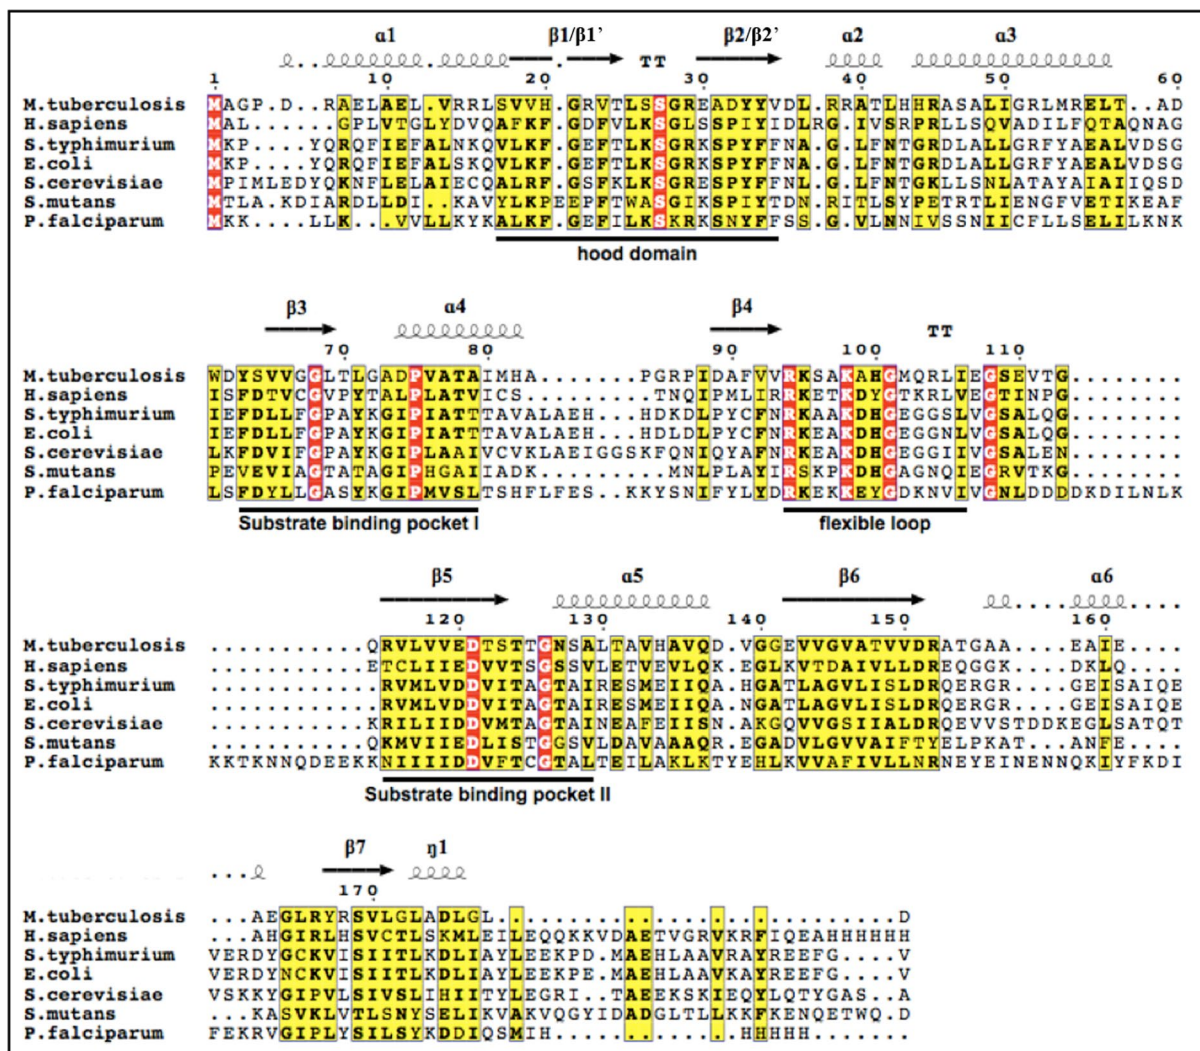 α1 β1/β1' β2/β2' α2 α3
TT
1 10 20 30 40 50 60
M.tuberculosis MAGP.D..RAELAEL.VRRLSVVVH.GRVTLSSGREADYYVDL.RRATLHHRASALIGRLMRELT..AD
H.sapiens MAL......GPLVTGLYDVQAFKF.GDFVLKSGLSSPIYIDLRG.IVSRPRLLSQVADILFQTAQNAG
S.typhimurium MKP....YQRQFIEFALNKQVLKF.GEFTLKSGRKSPYFFNA.G.LFNTGRDLALLGRFYAEALVDSG
E.coli MKP....YQRQFIEFALSKQVLKF.GEFTLKSGRKSPYFFNA.G.LFNTGRDLALLGRFYAEALVDSG
S.cerevisiae MPIMLEDYQKNFLELAIECQALRF.GSFKLKSGRESPYFFNL.G.LFNTGKLLSNLATAYAIAIIQSD
S.mutans MTLA.KDIARDLLDI..KAVYLKPEEPFTWASGIKSPIYTDN.RITLSYPETRTLIENGFVETIKEAF
P.falciparum MKK....LLK..VVLLKYKALKF.GEFILKSKRKSNYFFSS.G.VLNNIVSSNIICFLLSELILKNK
hood domain
β3 α4 β4
TT
70 80 90 100 110
M.tuberculosis WDYSVVGGLTLGADPVATAIMHA.......PGRPIDAFVVRKSAKAHGMQRLIEGSEVTG........
H.sapiens ISFDTVCGVPYTALPLATVICS........TNQIPMLIRRKETKDYGTKRLVEGTINPG........
S.typhimurium IEFDLLFGPAYKGIPIATTTAVALAEH...HDKDLPYCFNRKAAKDHGEGGSLVGSALQG........
E.coli IEFDLLFGPAYKGIPIATTTAVALAEH...HDLDLPYCFNRKEAKDHGEGGNLVGSALQG........
S.cerevisiae LKFDVIFGPAYKGIPLAAIVCVKLAEIGGSKFQNIQYAFNRKEAKDHGEGGIIVGSALEN........
S.mutans PEVEVIAGTATAGIPHGAIIADK.......MNLPLAYIRSKPKDHGAGNQIEGRVTKG........
P.falciparum LSFDYLLGASYKGIPMVSLTSHFLFES...KKYSNIFYLYDRKEKKEYGDKNVIVGNLDDDDKDILNLK
Substrate binding pocket I flexible loop
β5 α5 β6 α6
120 130 140 150 160
M.tuberculosis ...........QRVLVVEDTSTTGNSALTAVHAVQD.VGGEVVGVATVVDRATGAA....EAIE....
H.sapiens ...........ETCLIIEDVVTSGSSVLETVEVLQK.EGLKVTDAIVLLDREQGGK....DKLQ....
S.typhimurium ............RVMLVDDVITAGTAIRESMEIIQA.HGATLAGVLISLDRQERGR....GEISAIQE
E.coli ............RVMLVDDVITAGTAIRESMEIIQA.NGATLAGVLISLDRQERGR....GEISAIQE
S.cerevisiae ...........KRILIIDDVMTAGTAINEAFEIISN.AKGQVVGSIIALDRQEVVSTDDKEGLSATQT
S.mutans ...........QKMVIIEDLISTGGSVLDAVAAAQR.EGADVLGVVAIFTYELPKAT...ANFE....
P.falciparum KKTKNNQDEEKKNIIIIDDVFTCGTALTEILAKLKTYEHLKVVAFIVLLNRNEYEINENNQKIYFKDI
Substrate binding pocket II
β7 η1
170
M.tuberculosis ...AEGLRYRSVLGLADLGL.........................D
H.sapiens ...AHGIRLHSVCTLSKMLEILEQQKKVDAETVGRVKRFIQEAHHHHHH
S.typhimurium VERDYGCKVISIITLKDLIAYLEEKPD.MAEHLAAVRAYREEFG....V
E.coli VERDYNCKVISIITLKDLIAYLEEKPE.MAEHLAAVKAYREEFG....V
S.cerevisiae VSKKYGIPVLSIVSLIHIITYLEGRI..TAEEKSKIEQYLQTYGAS..A
S.mutans ...KASVKLVTLSNYSELIKVAKVQGYIDADGLTLLKKFKENQETWQ.D
P.falciparum FEKRVGIPLYSILSYKDDIQSMIH.............HHHHH.......